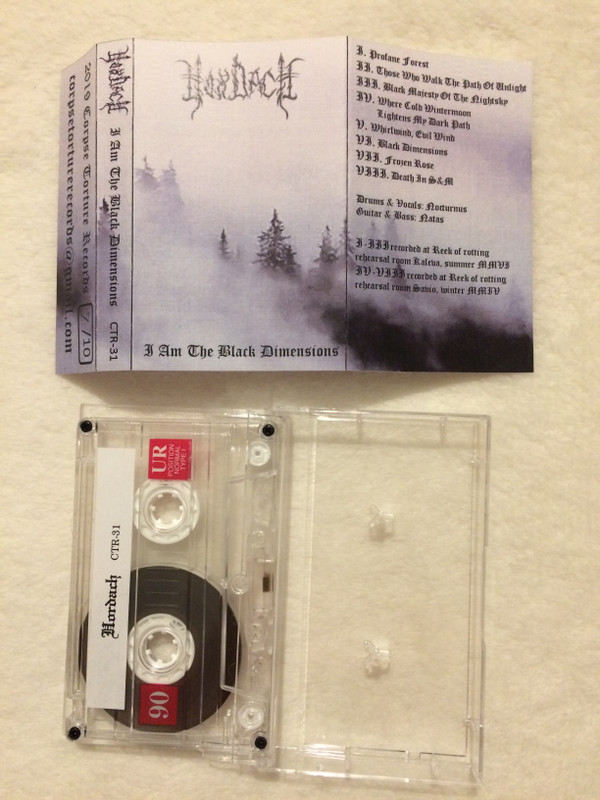 2019 Corpse Torture Records 7/10
corpsetorturerecords@gmail.com
Hordach I Am The Black Dimensions CTR-31
Hordach
I Am The Black Dimensions
I. Profane Forest
II. Those Who Walk The Path Of Unlight
III. Black Majesty Of The Nightsky
IV. Where Cold Wintermoon
Lightens My Dark Path
V. Whirlwind, Evil Wind
VI. Black Dimensions
VII. Frozen Rose
VIII. Death In S&M
Drums & Vocals: Nocturnus
Guitar & Bass: Natas
I-III recorded at Reek of rotting
rehearsal room Kaleva, summer MMVI
IV-VIII recorded at Reek of rotting
rehearsal room Savio, winter MMIV
Hordach CTR-31
UR
POSITION
NORMAL
TYPE I
90